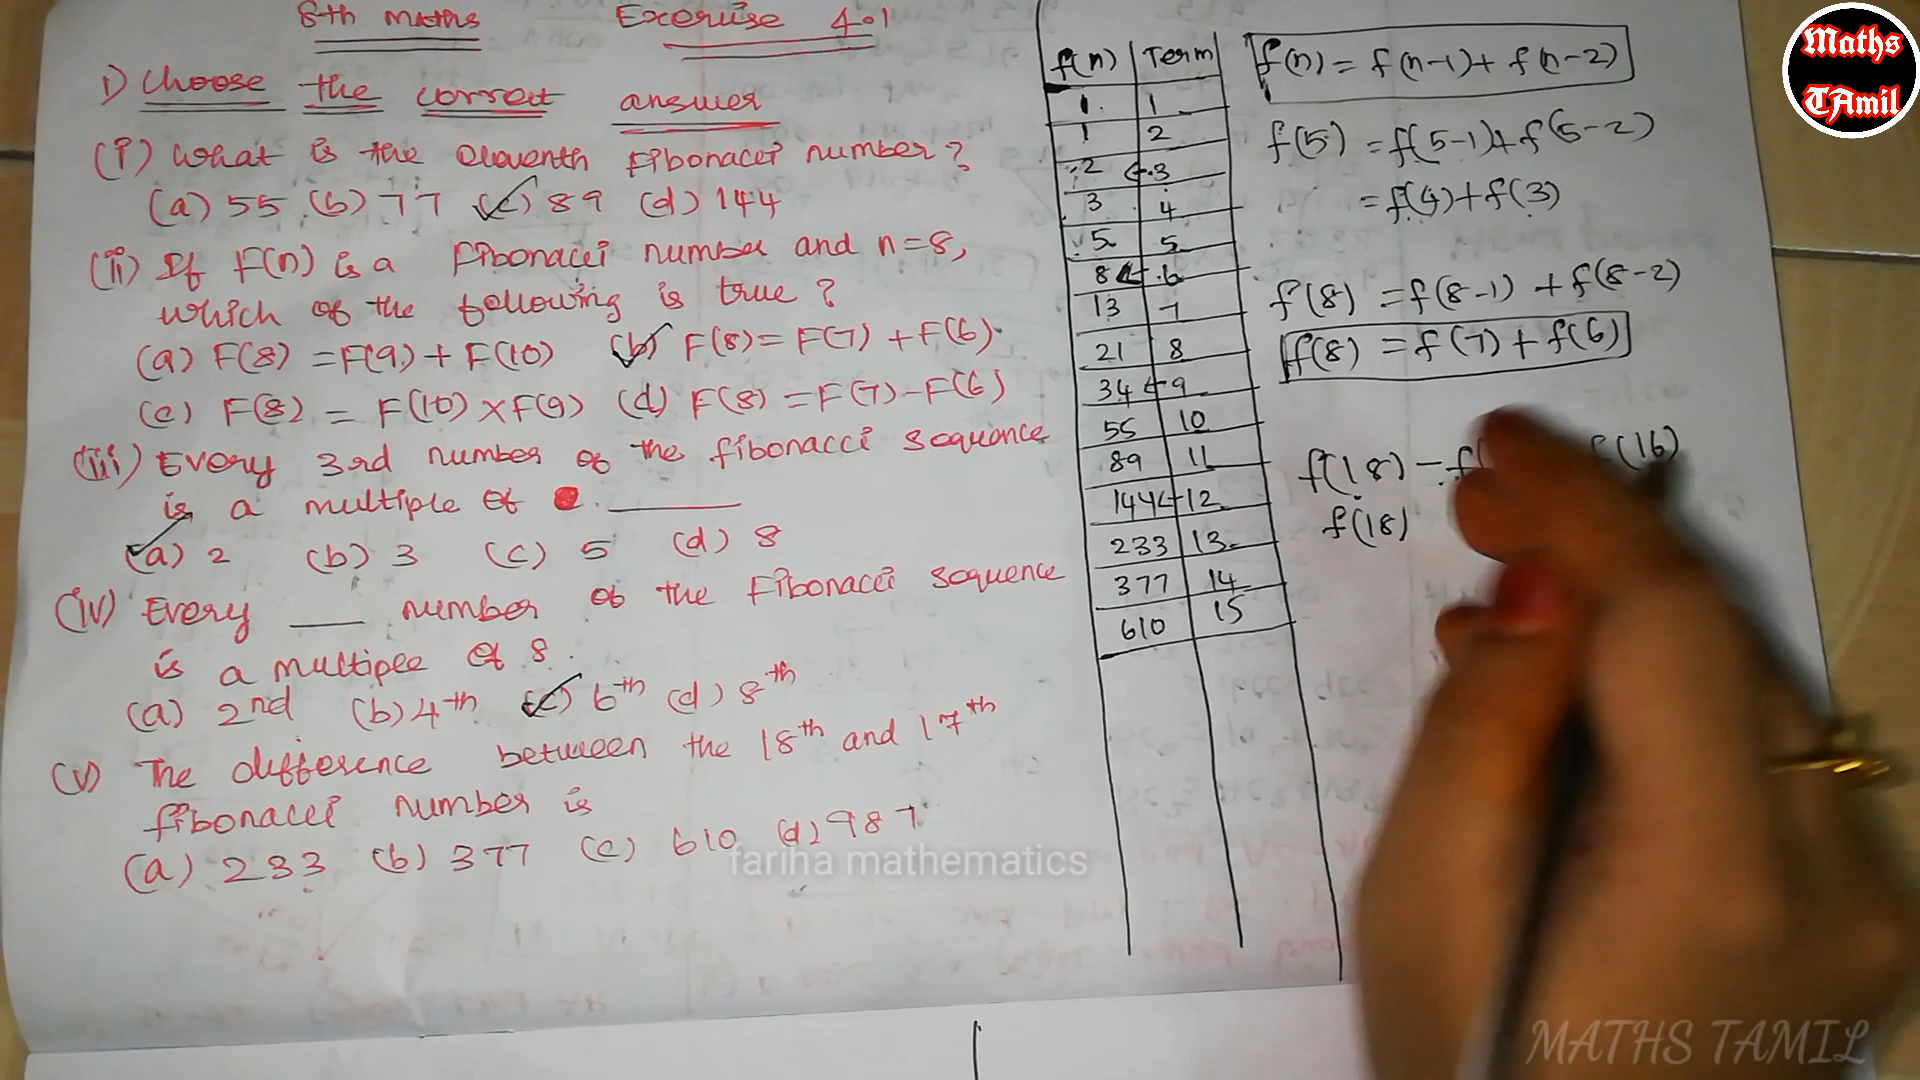 8th maths Exercise 4.1
1) Choose the correct answer
(i) What is the eleventh Fibonacci number?
(a) 55 (b) 77 (c) 89 (d) 144
(ii) If F(n) is a Fibonacci number and n=8,
which of the following is true?
(a) F(8) = F(9) + F(10) (b) F(8) = F(7) + F(6)
(c) F(8) = F(10) × F(9) (d) F(8) = F(7) - F(6)
(iii) Every 3rd number of the fibonacci sequence
is a multiple of
(a) 2 (b) 3 (c) 5 (d) 8
(iv) Every ___ number of the Fibonacci sequence
is a multiple of 8.
(a) 2nd (b) 4th (c) 6th (d) 8th
(v) The difference between the 18th and 17th
fibonacci number is
(a) 233 (b) 377 (c) 610 (d) 987
f(n) Term
1 1
1 2
2 ← 3
3 4
5 5
8 ← 6
13 7
21 8
34 ← 9
55 10
89 11
144 ← 12
233 13
377 14
610 15
f(n) = f(n-1) + f(n-2)
f(5) = f(5-1) + f(5-2)
= f(4) + f(3)
f(8) = f(8-1) + f(8-2)
f(8) = f(7) + f(6)
f(18) = f( f(16)
f(18)
Maths
TAmil
fariha mathematics
MATHS TAMIL